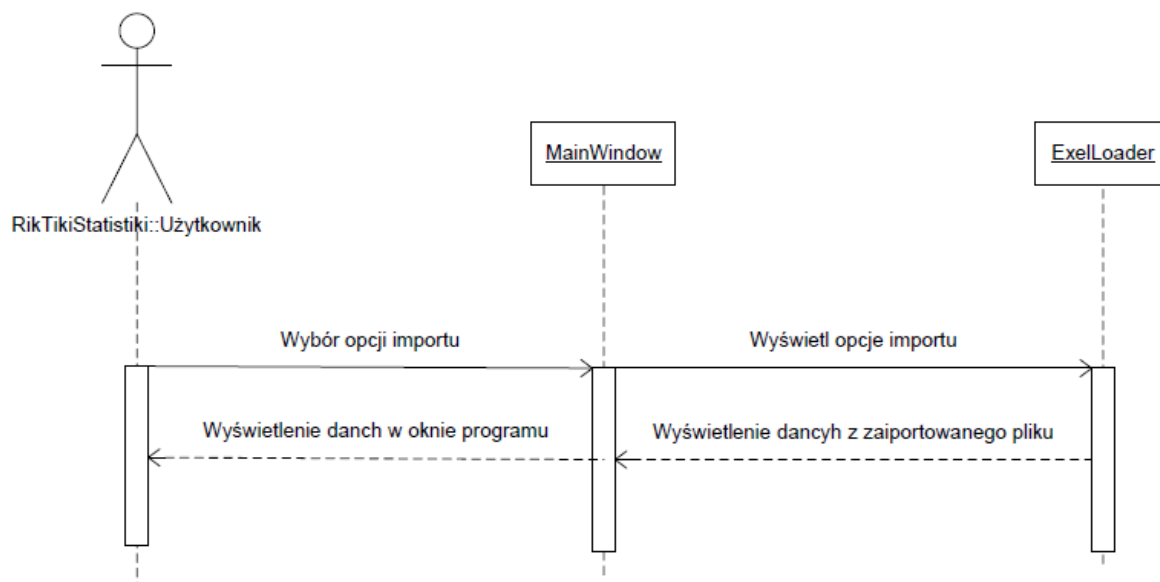 MainWindow
ExelLoader
RikTikiStatistiki::Użytkownik
Wybór opcji importu
Wyświetl opcje importu
Wyświetlenie danch w oknie programu
Wyświetlenie dancyh z zaiportowanego pliku